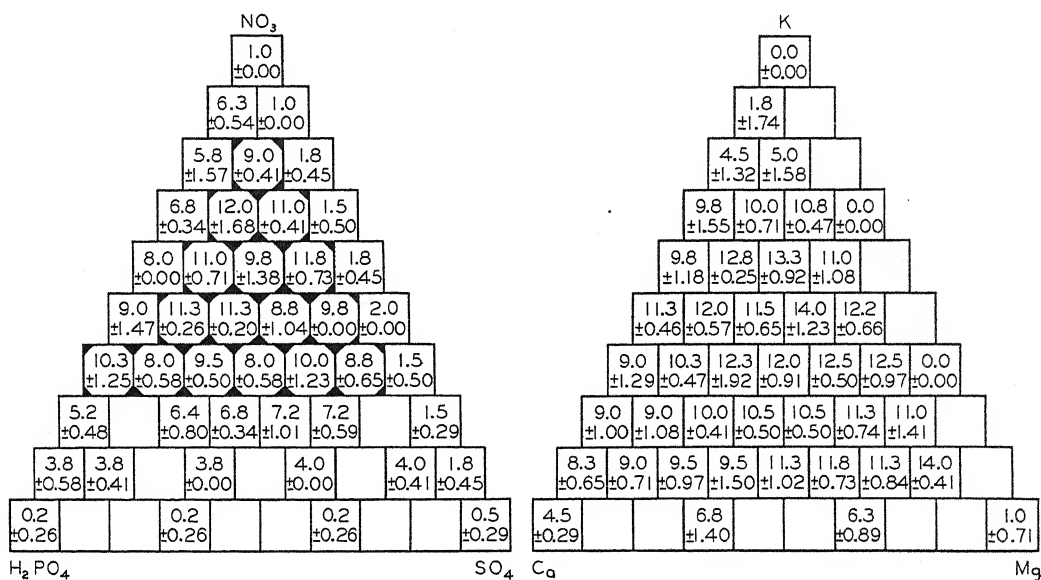 NO₃
1.0
±0.00
6.3 1.0
±0.54 ±0.00
5.8 9.0 1.8
±1.57 ±0.41 ±0.45
6.8 12.0 11.0 1.5
±0.34 ±1.68 ±0.41 ±0.50
8.0 11.0 9.8 11.8 1.8
±0.00 ±0.71 ±1.38 ±0.73 ±0.45
9.0 11.3 11.3 8.8 9.8 2.0
±1.47 ±0.26 ±0.20 ±1.04 ±0.00 ±0.00
10.3 8.0 9.5 8.0 10.0 8.8 1.5
±1.25 ±0.58 ±0.50 ±0.58 ±1.23 ±0.65 ±0.50
5.2 6.4 6.8 7.2 7.2 1.5
±0.48 ±0.80 ±0.34 ±1.01 ±0.59 ±0.29
3.8 3.8 3.8 4.0 4.0 1.8
±0.58 ±0.41 ±0.00 ±0.00 ±0.41 ±0.45
0.2 0.2 0.2 0.5
±0.26 ±0.26 ±0.26 ±0.29
H₂PO₄ SO₄
K
0.0
±0.00
1.8
±1.74
4.5 5.0
±1.32 ±1.58
9.8 10.0 10.8 0.0
±1.55 ±0.71 ±0.47 ±0.00
9.8 12.8 13.3 11.0
±1.18 ±0.25 ±0.92 ±1.08
11.3 12.0 11.5 14.0 12.2
±0.46 ±0.57 ±0.65 ±1.23 ±0.66
9.0 10.3 12.3 12.0 12.5 12.5 0.0
±1.29 ±0.47 ±1.92 ±0.91 ±0.50 ±0.97 ±0.00
9.0 9.0 10.0 10.5 10.5 11.3 11.0
±1.00 ±1.08 ±0.41 ±0.50 ±0.50 ±0.74 ±1.41
8.3 9.0 9.5 9.5 11.3 11.8 11.3 14.0
±0.65 ±0.71 ±0.97 ±1.50 ±1.02 ±0.73 ±0.84 ±0.41
4.5 6.8 6.3 1.0
±0.29 ±1.40 ±0.89 ±0.71
Ca Mg